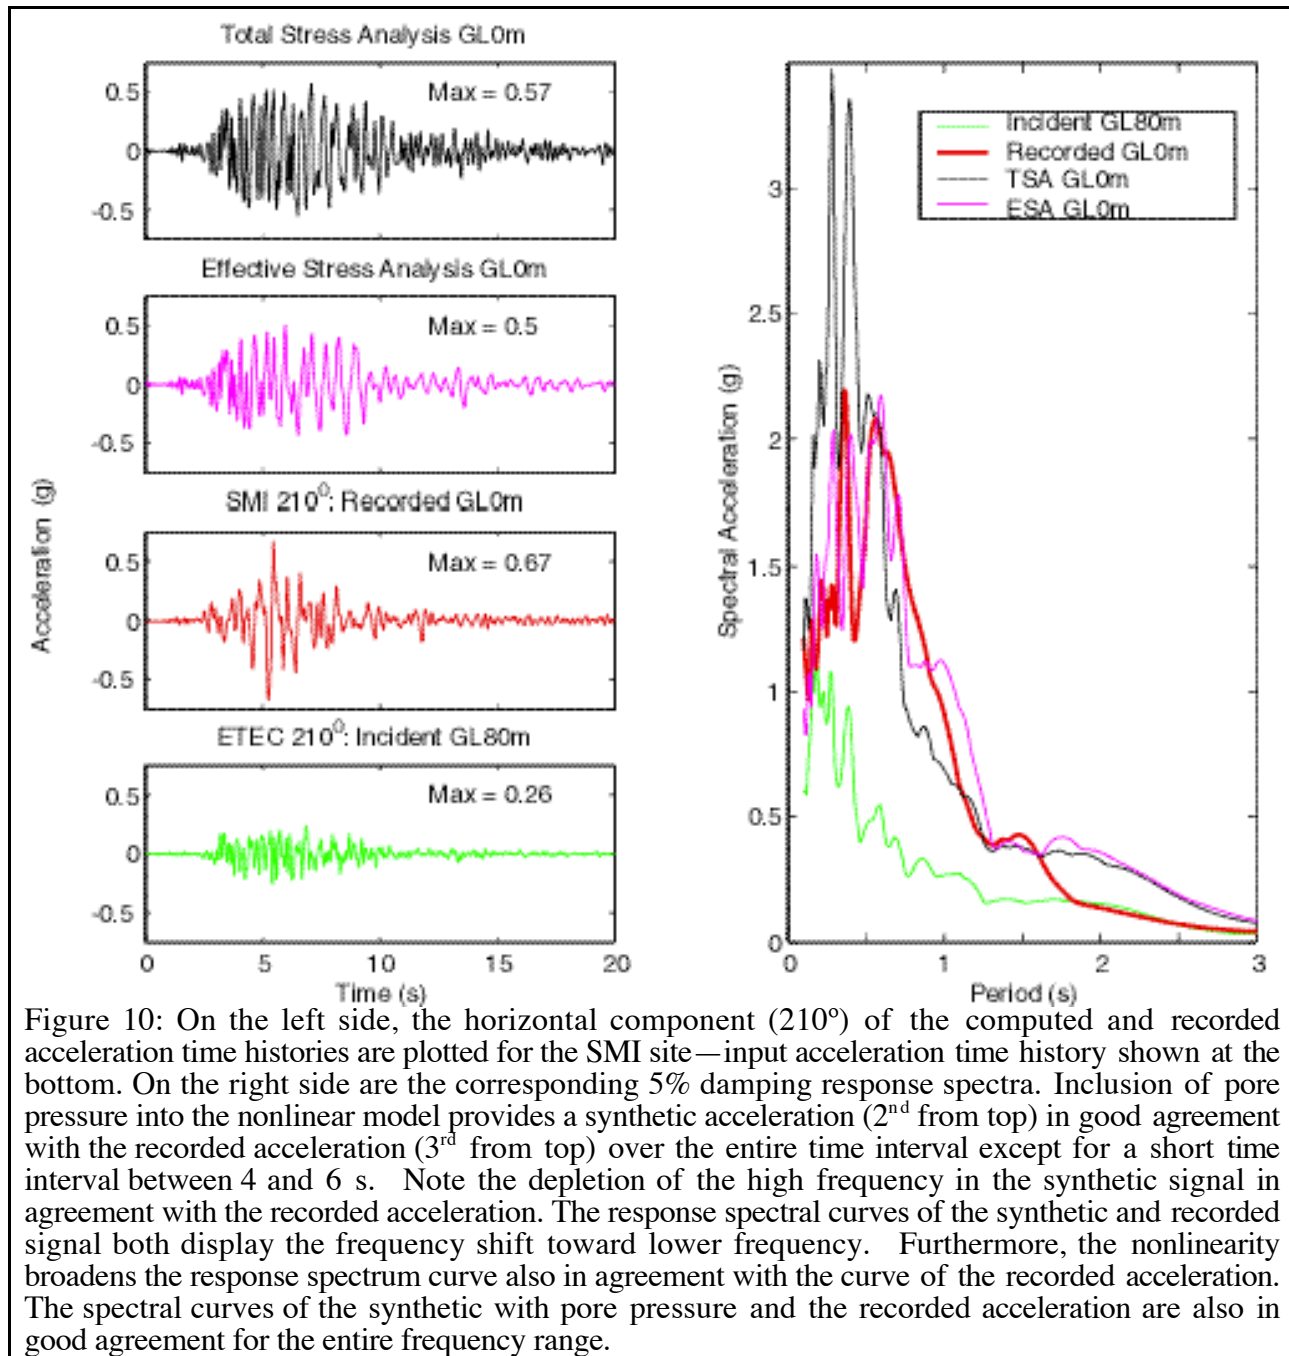 Total Stress Analysis GL0m
0.5
0
-0.5
Max = 0.57
Effective Stress Analysis GL0m
0.5
0
-0.5
Max = 0.5
SMI 210⁰: Recorded GL0m
0.5
0
-0.5
Max = 0.67
ETEC 210⁰: Incident GL80m
0.5
0
-0.5
Max = 0.26
0 5 10 15 20
Time (s)
Acceleration (g)
Incident GL80m
Recorded GL0m
TSA GL0m
ESA GL0m
3
2.5
2
1.5
1
0.5
0
0 1 2 3
Period (s)
Spectral Acceleration (g)
Figure 10: On the left side, the horizontal component (210º) of the computed and recorded
acceleration time histories are plotted for the SMI site—input acceleration time history shown at the
bottom. On the right side are the corresponding 5% damping response spectra. Inclusion of pore
pressure into the nonlinear model provides a synthetic acceleration (2nd from top) in good agreement
with the recorded acceleration (3rd from top) over the entire time interval except for a short time
interval between 4 and 6 s. Note the depletion of the high frequency in the synthetic signal in
agreement with the recorded acceleration. The response spectral curves of the synthetic and recorded
signal both display the frequency shift toward lower frequency. Furthermore, the nonlinearity
broadens the response spectrum curve also in agreement with the curve of the recorded acceleration.
The spectral curves of the synthetic with pore pressure and the recorded acceleration are also in
good agreement for the entire frequency range.